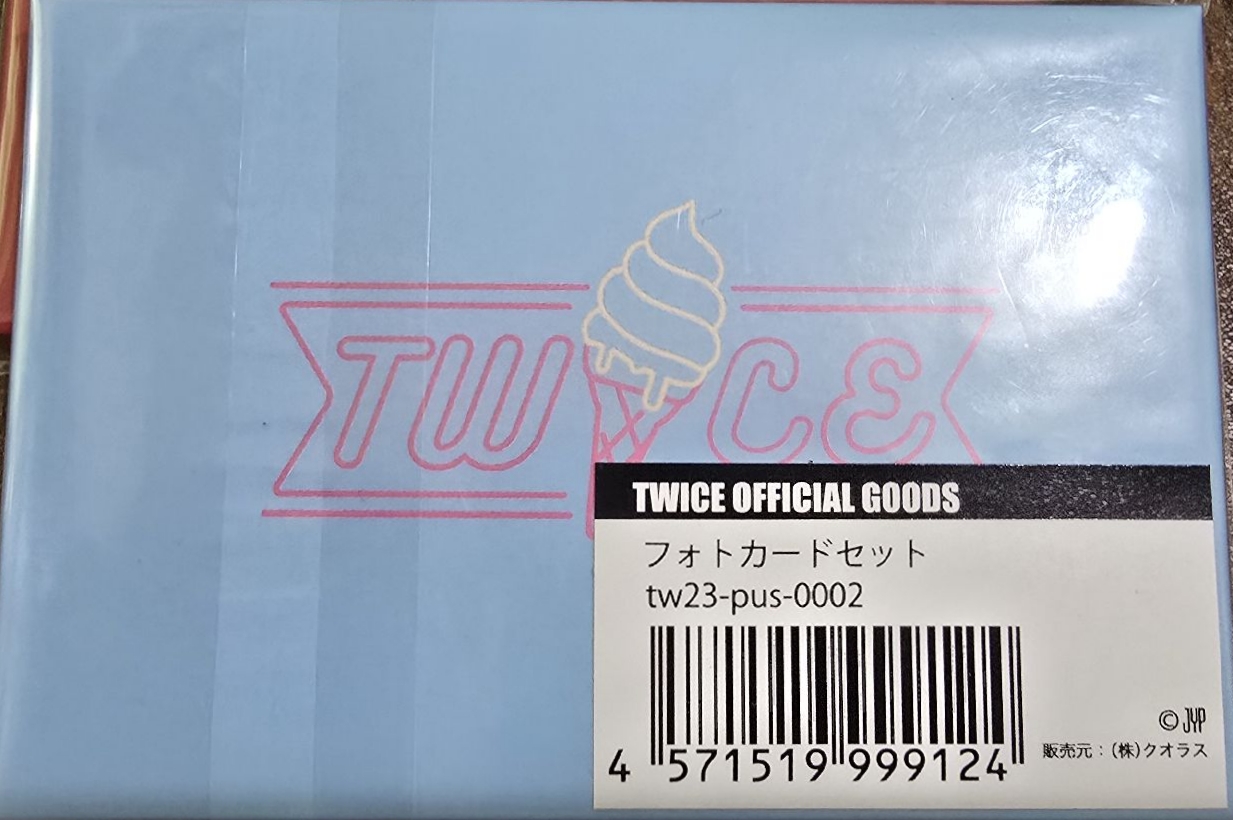 TWICE
TWICE OFFICIAL GOODS
フォトカードセット
tw23-pus-0002
4 571519 999124
© JYP
販売元：(株)クオラス